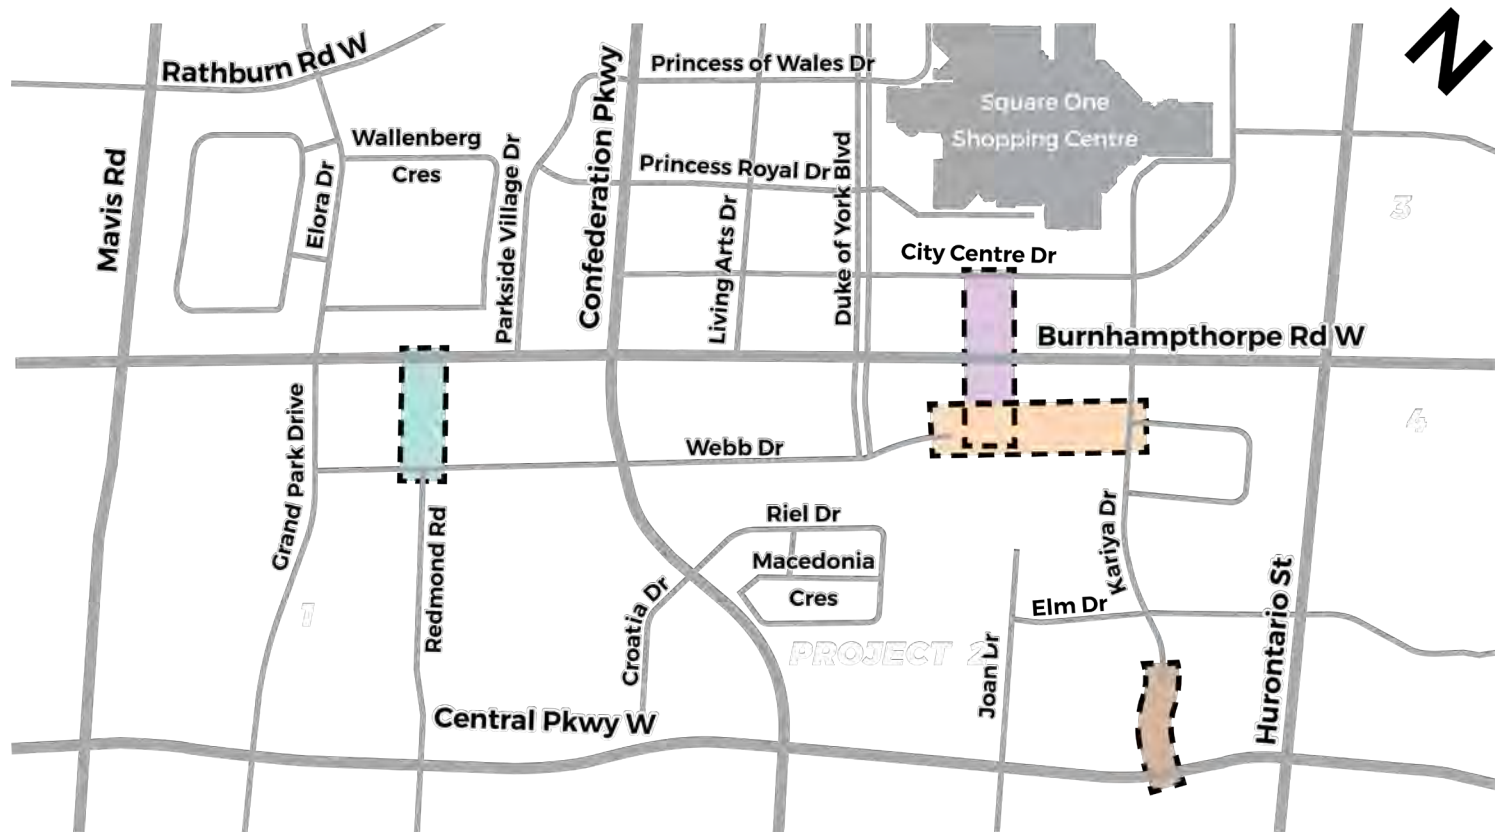 N
Rathburn Rd W
Princess of Wales Dr
Square One
Shopping Centre
Wallenberg
Cres
Mavis Rd
Elora Dr
Parkside Village Dr
Confederation Pkwy
Princess Royal Dr
Living Arts Dr
Duke of York Blvd
3
City Centre Dr
Burnhampthorpe Rd W
4
Grand Park Drive
Webb Dr
Redmond Rd
Riel Dr
Macedonia
Cres
Croatia Dr
Kariya Dr
Elm Dr
Hurontario St
1
PROJECT 2
Joan Dr
Central Pkwy W